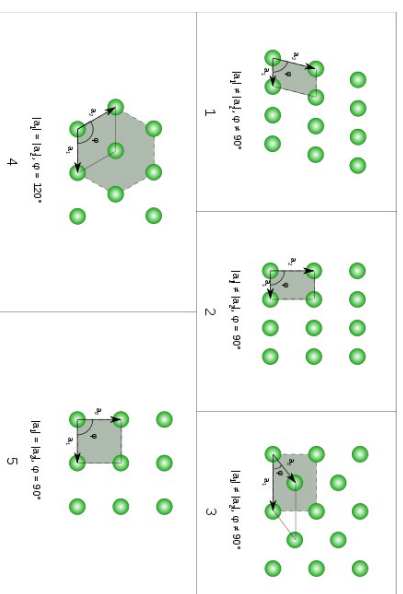 a₂
a₁
φ
|a₁| ≠ |a₂|, φ ≠ 90°
1
a₂
a₁
φ
|a₁| ≠ |a₂|, φ = 90°
2
a₂
a₁
φ
|a₁| ≠ |a₂|, φ ≠ 90°
3
a₂
a₁
φ
|a₁| = |a₂|, φ = 120°
4
a₂
a₁
φ
|a₁| = |a₂|, φ = 90°
5